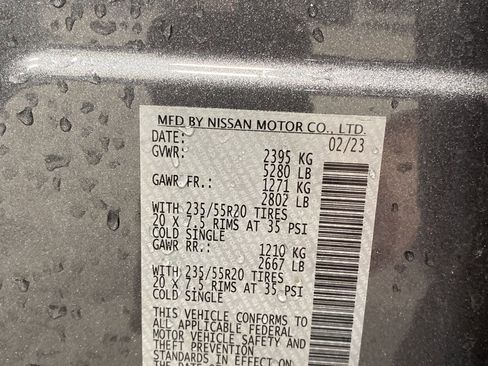 MFD BY NISSAN MOTOR CO., LTD.
DATE: 02/23
GVWR: 2395 KG
5280 LB
GAWR FR.: 1271 KG
2802 LB
WITH 235/55R20 TIRES
20 X 7.5 RIMS AT 35 PSI
COLD SINGLE
GAWR RR.: 1210 KG
2667 LB
WITH 235/55R20 TIRES
20 X 7.5 RIMS AT 35 PSI
COLD SINGLE
THIS VEHICLE CONFORMS TO
ALL APPLICABLE FEDERAL
MOTOR VEHICLE SAFETY AND
THEFT PREVENTION
STANDARDS IN EFFECT ON
THE DATE